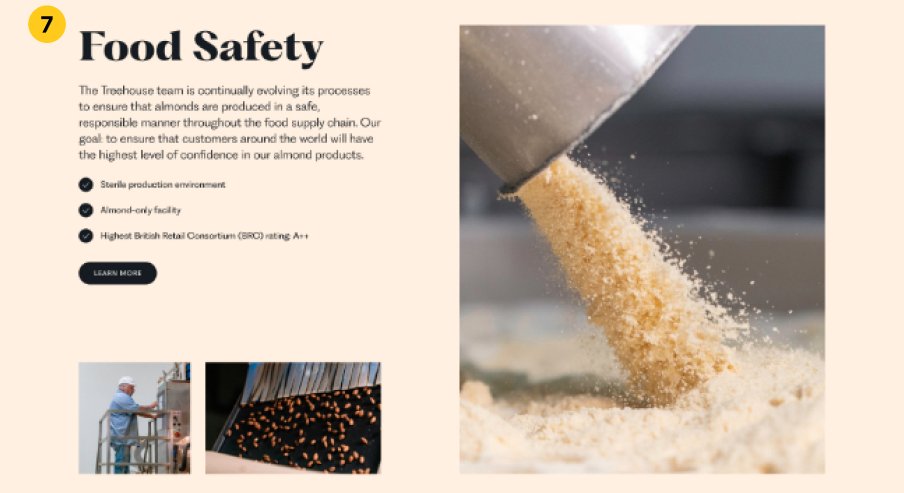 7
Food Safety
The Treehouse team is continually evolving its processes
to ensure that almonds are produced in a safe,
responsible manner throughout the food supply chain. Our
goal: to ensure that customers around the world will have
the highest level of confidence in our almond products.
Sterile production environment
Almond-only facility
Highest British Retail Consortium (BRC) rating: A++
LEARN MORE